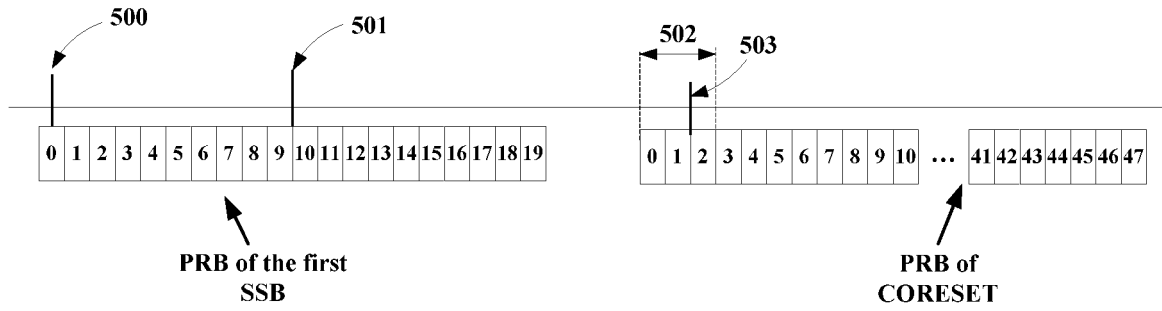 500
501
502
503
0 1 2 3 4 5 6 7 8 9 10 11 12 13 14 15 16 17 18 19
0 1 2 3 4 5 6 7 8 9 10 ... 41 42 43 44 45 46 47
PRB of the first
SSB
PRB of
CORESET